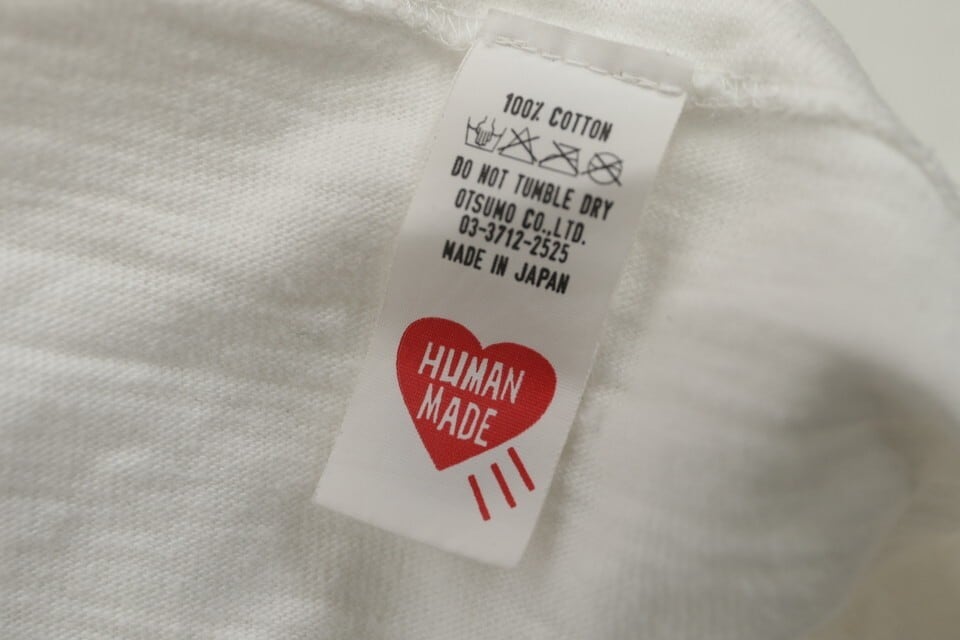 100% COTTON
DO NOT TUMBLE DRY
OTSUMO CO.,LTD.
03-3712-2525
MADE IN JAPAN
HUMAN
MADE